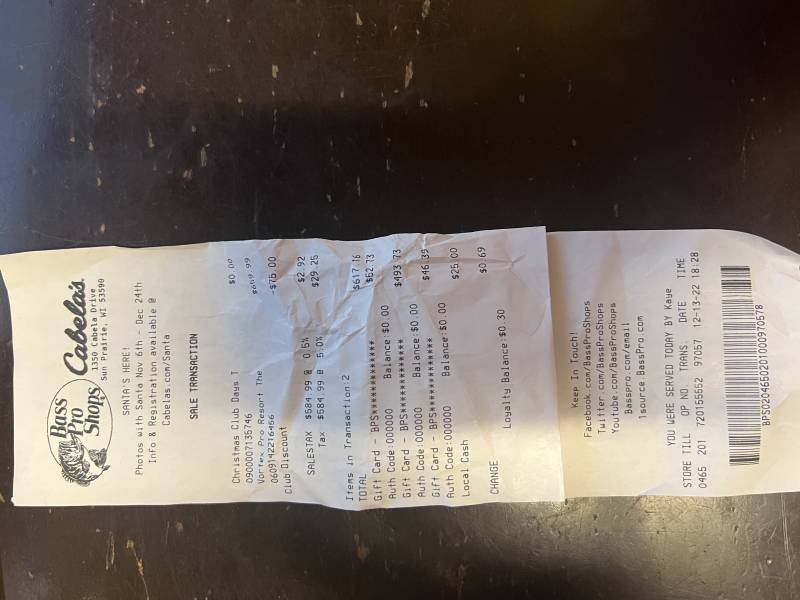 Bass Pro Shops Cabela's
1350 Cabela Drive
Sun Prairie, WI 53590
SANTA'S HERE!
Photos with Santa Nov 6th - Dec 24th
Info & Registration available @
Cabelas.com/Santa
SALE TRANSACTION
Christmas Club Days T $0.00
0900007135746
Vortex Pro Resort The $659.99
0609142216456
Club Discount -$75.00
SALESTAX $584.99 @ 0.5% $2.92
Tax $584.99 @ 5.0% $29.25
Items in Transaction:2
TOTAL $617.16
Gift Card - BPS************** $52.73
Auth Code:000000 Balance:$0.00
Gift Card - BPS************** $493.73
Auth Code:000000 Balance:$0.00
Gift Card - BPS************** $46.39
Auth Code:000000 Balance:$0.00
Local Cash $25.00
CHANGE $0.69
Loyalty Balance:$0.30
Keep In Touch!
Facebook.com/BassProShops
Twitter.com/BassProShops
Youtube.com/BassProShops
Basspro.com/email
1source.BassPro.com
YOU WERE SERVED TODAY BY Kaye
STORE TILL OP NO. TRANS. DATE TIME
0465 201 720155552 97057 12-13-22 18:28
BPS0204650201000970578